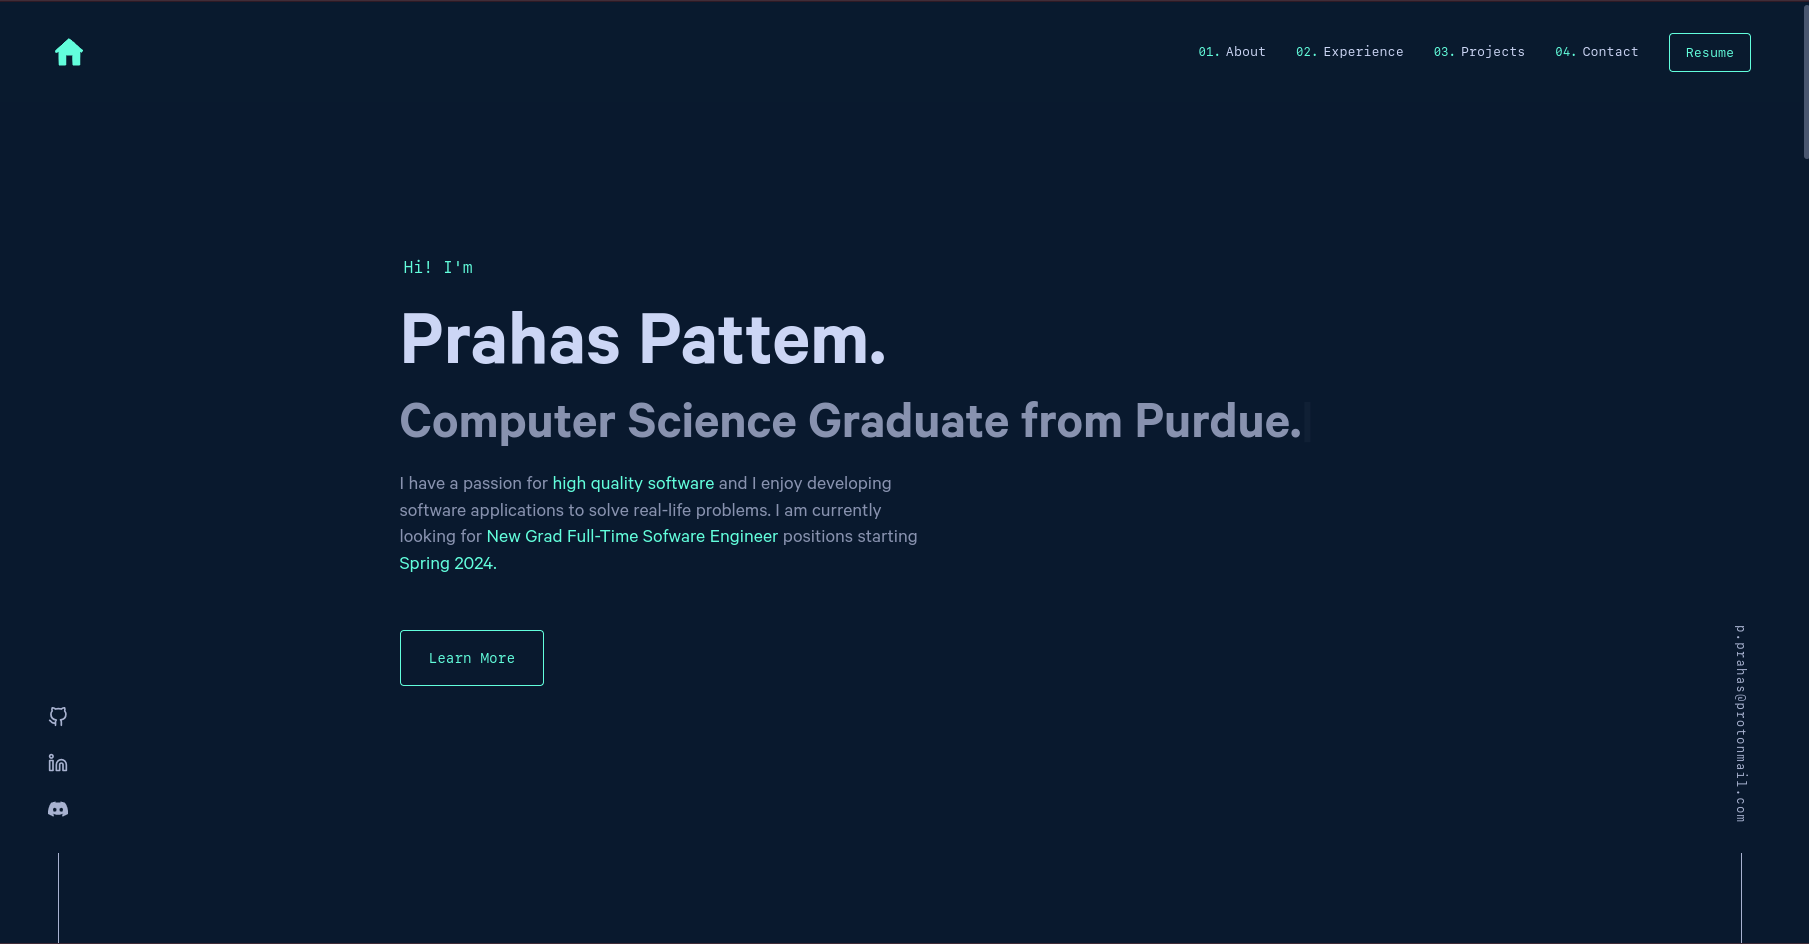 01. About 02. Experience 03. Projects 04. Contact Resume
Hi! I'm
Prahas Pattem.
Computer Science Graduate from Purdue.
I have a passion for high quality software and I enjoy developing
software applications to solve real-life problems. I am currently
looking for New Grad Full-Time Sofware Engineer positions starting
Spring 2024.
Learn More
p.prahas@protonmail.com